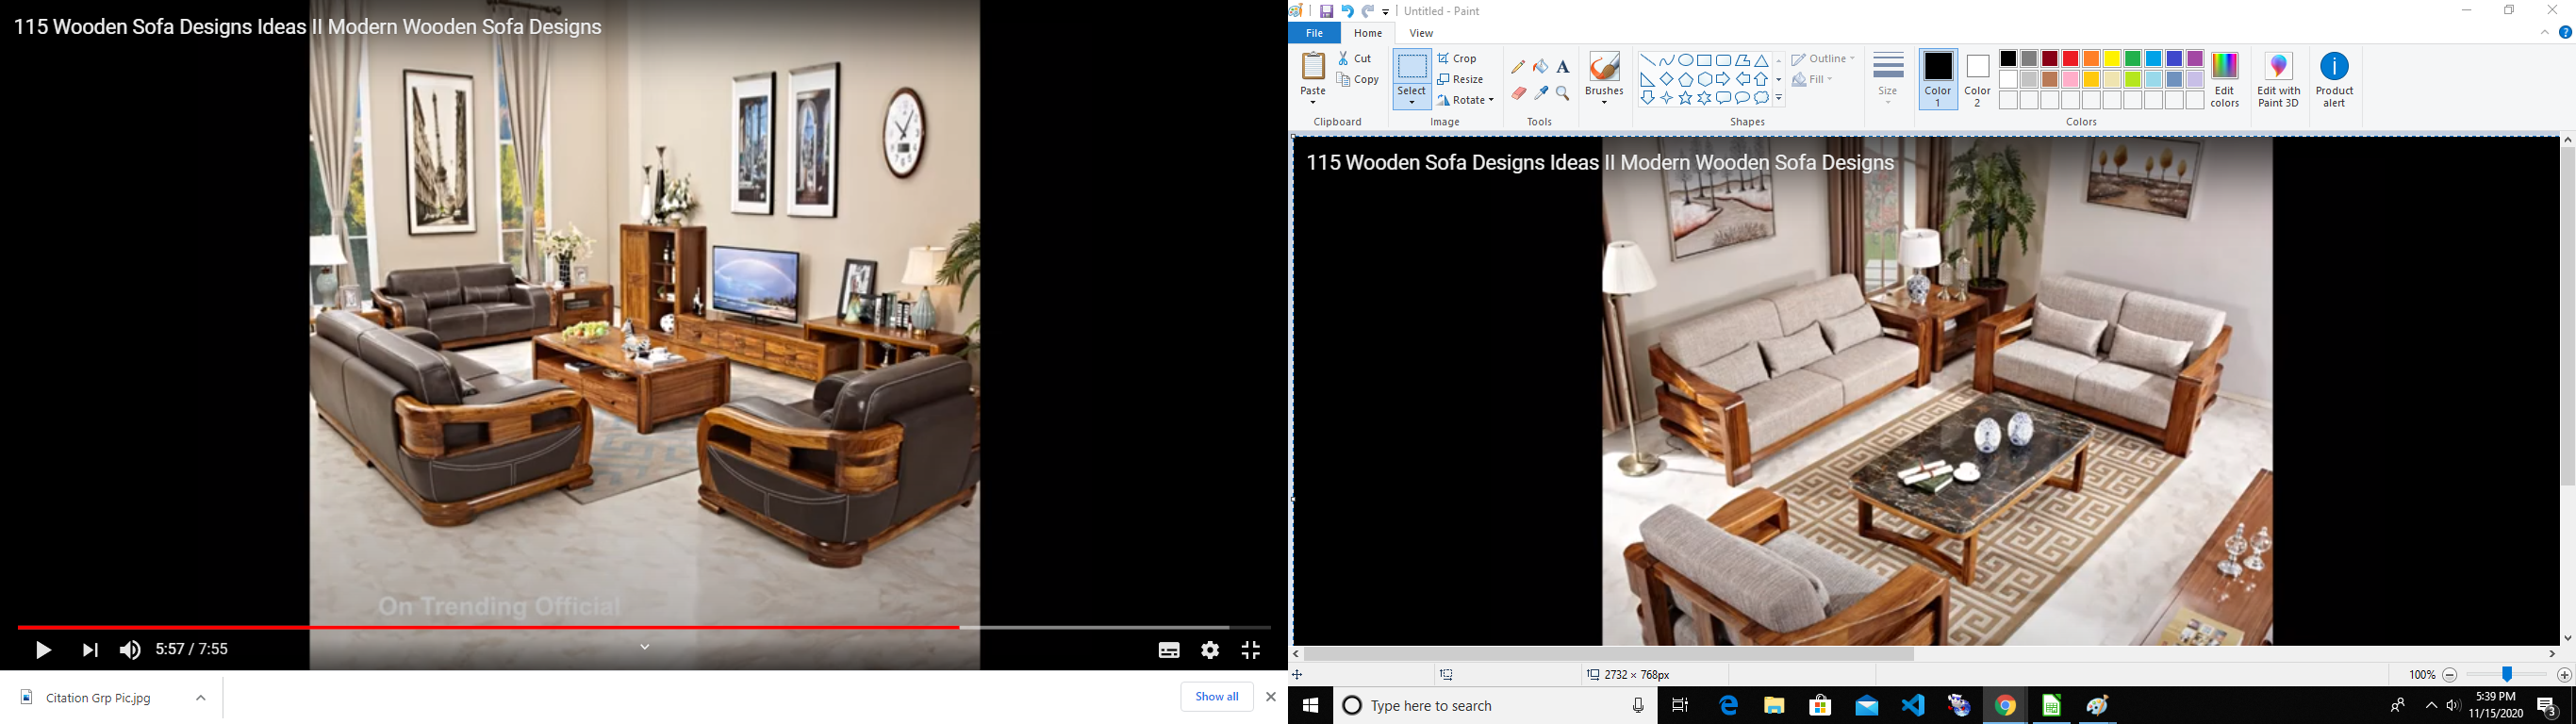 115 Wooden Sofa Designs Ideas II Modern Wooden Sofa Designs
On Trending Official
5:57 / 7:55
Citation Grp Pic.jpg
Show all
Untitled - Paint
File
Home
View
Paste
Cut
Copy
Clipboard
Select
Crop
Resize
Rotate
Image
A
Tools
Brushes
Shapes
Outline
Fill
Size
Color
1
Color
2
Edit
colors
Colors
Edit with
Paint 3D
Product
alert
115 Wooden Sofa Designs Ideas II Modern Wooden Sofa Designs
2732 × 768px
100%
Type here to search
5:39 PM
11/15/2020
3